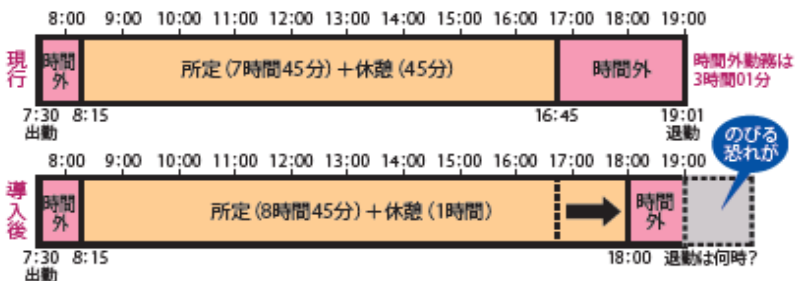 8:00 9:00 10:00 11:00 12:00 13:00 14:00 15:00 16:00 17:00 18:00 19:00
現行
時間外
所定（7時間45分）＋休憩（45分）
時間外
時間外勤務は
3時間01分
7:30 8:15 16:45 19:01
出勤 退勤
のびる
恐れが
8:00 9:00 10:00 11:00 12:00 13:00 14:00 15:00 16:00 17:00 18:00 19:00
導入後
時間外
所定（8時間45分）＋休憩（1時間）
時間外
7:30 8:15 18:00 退勤は何時？
出勤